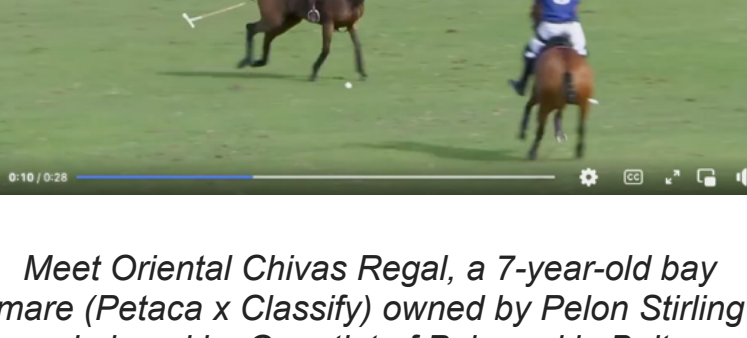 0:10 / 0:28
CC
Meet Oriental Chivas Regal, a 7-year-old bay
mare (Petaca x Classify) owned by Pelon Stirling